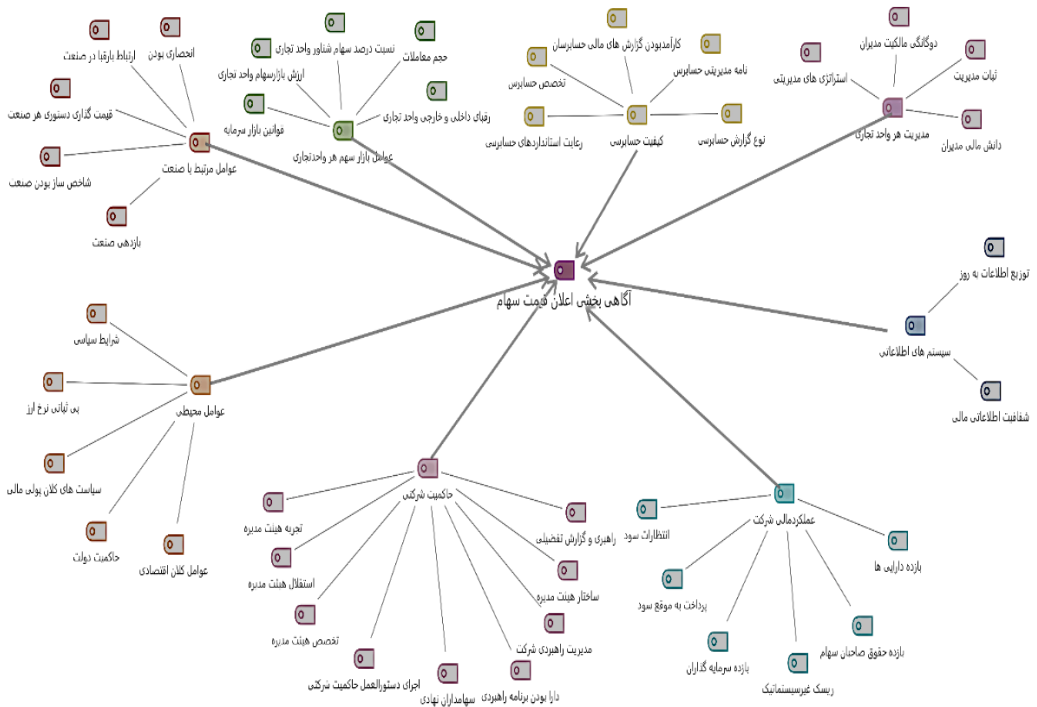 ارتباط بارقبا در صنعت
انحصاری بودن
قیمت گذاری دستوری هر صنعت
شاخص ساز بودن صنعت
عوامل مرتبط با صنعت
بازدهی صنعت
نسبت درصد سهام شناور واحد تجاری
حجم معاملات
ارزش بازارسهام واحد تجاری
رقبای داخلی و خارجی واحد تجاری
قوانین بازار سرمایه
عوامل بازار سهم هر واحدتجاری
کارآمدبودن گزارش های مالی حسابرسان
نامه مدیریتی حسابرس
تخصص حسابرس
نوع گزارش حسابرسی
رعایت استانداردهای حسابرسی
کیفیت حسابرسی
دوگانگی مالکیت مدیران
ثبات مدیریت
استراتژی های مدیریتی
مدیریت هر واحد تجاری
دانش مالی مدیران
آگاهی بخشی اعلان قیمت سهام
توزیع اطلاعات به روز
سیستم های اطلاعاتی
شفافیت اطلاعاتی مالی
شرایط سیاسی
بی ثباتی نرخ ارز
عوامل محیطی
سیاست های کلان پولی مالی
حاکمیت دولت
عوامل کلان اقتصادی
حاکمیت شرکتی
تجربه هیئت مدیره
راهبری و گزارش تفضیلی
استقلال هیئت مدیره
ساختار هیئت مدیره
تخصص هیئت مدیره
مدیریت راهبردی شرکت
اجرای دستورالعمل حاکمیت شرکتی
سهامداران نهادی
دارا بودن برنامه راهبردی
عملکردمالی شرکت
انتظارات سود
بازده دارایی ها
پرداخت به موقع سود
بازده حقوق صاحبان سهام
بازده سرمایه گذاران
ریسک غیرسیستماتیک